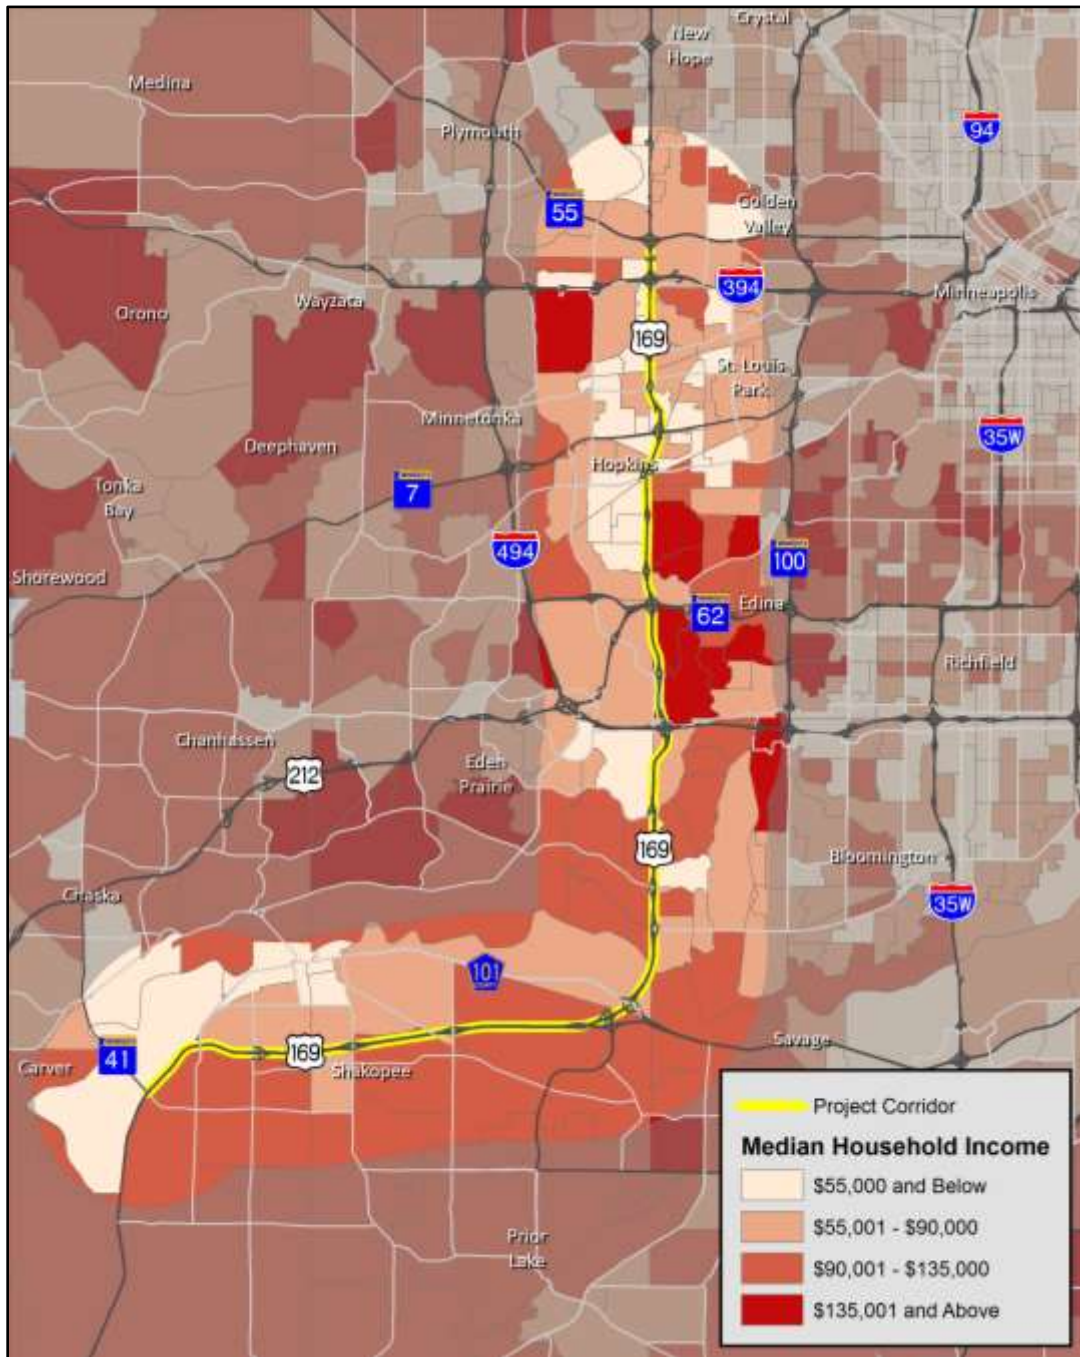 Crystal
New
Hope
Medina
Plymouth
94
55
Golden
Valley
394
Minneapolis
Wayzata
Orono
169
St. Louis
Park
Minnetonka
35W
Deephaven
Hopkins
7
Tonka
Bay
494
100
Shorewood
62
Edina
Richfield
Chanhassen
212
Eden
Prairie
169
Bloomington
Chaska
35W
101
41
169
Savage
Carver
Shakopee
Project Corridor
Median Household Income
$55,000 and Below
$55,001 - $90,000
$90,001 - $135,000
$135,001 and Above
Prior
Lake